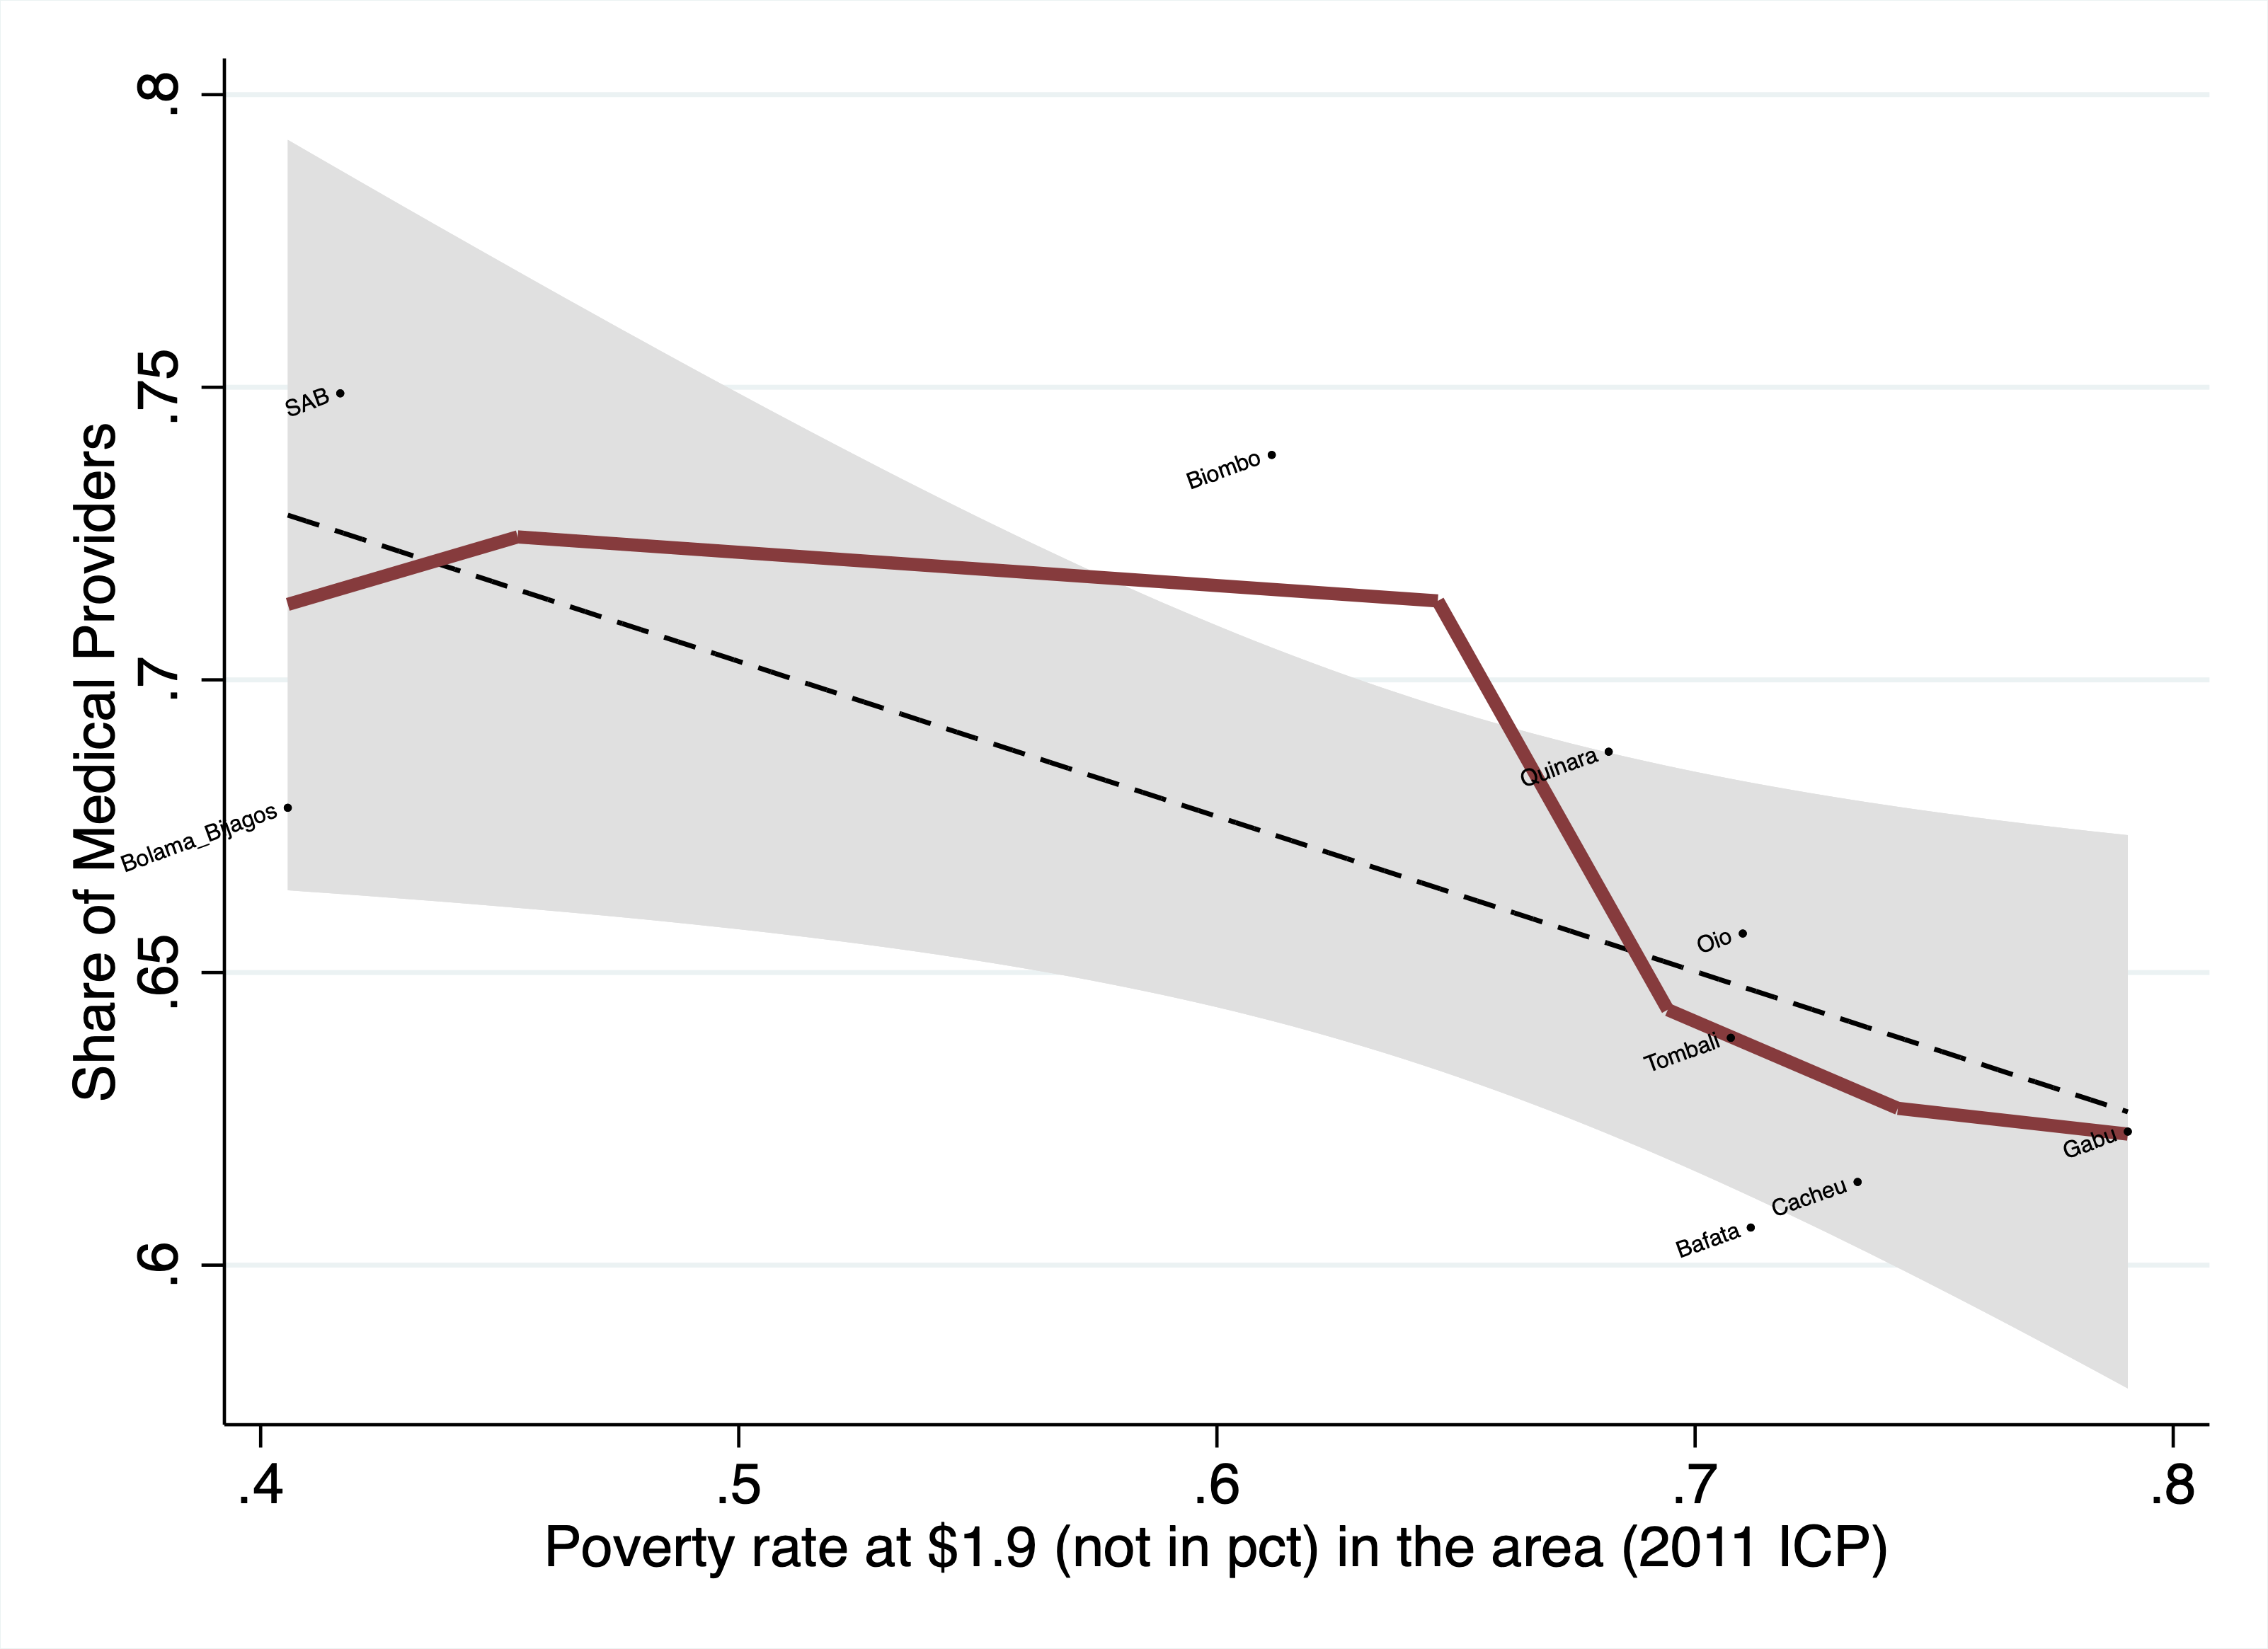 Share of Medical Providers
.8
.75
.7
.65
.6
SAB
Biombo
Quinara
Bolama_Bijagos
Oio
Tombali
Gabu
Cacheu
Bafata
.4
.5
.6
.7
.8
Poverty rate at $1.9 (not in pct) in the area (2011 ICP)